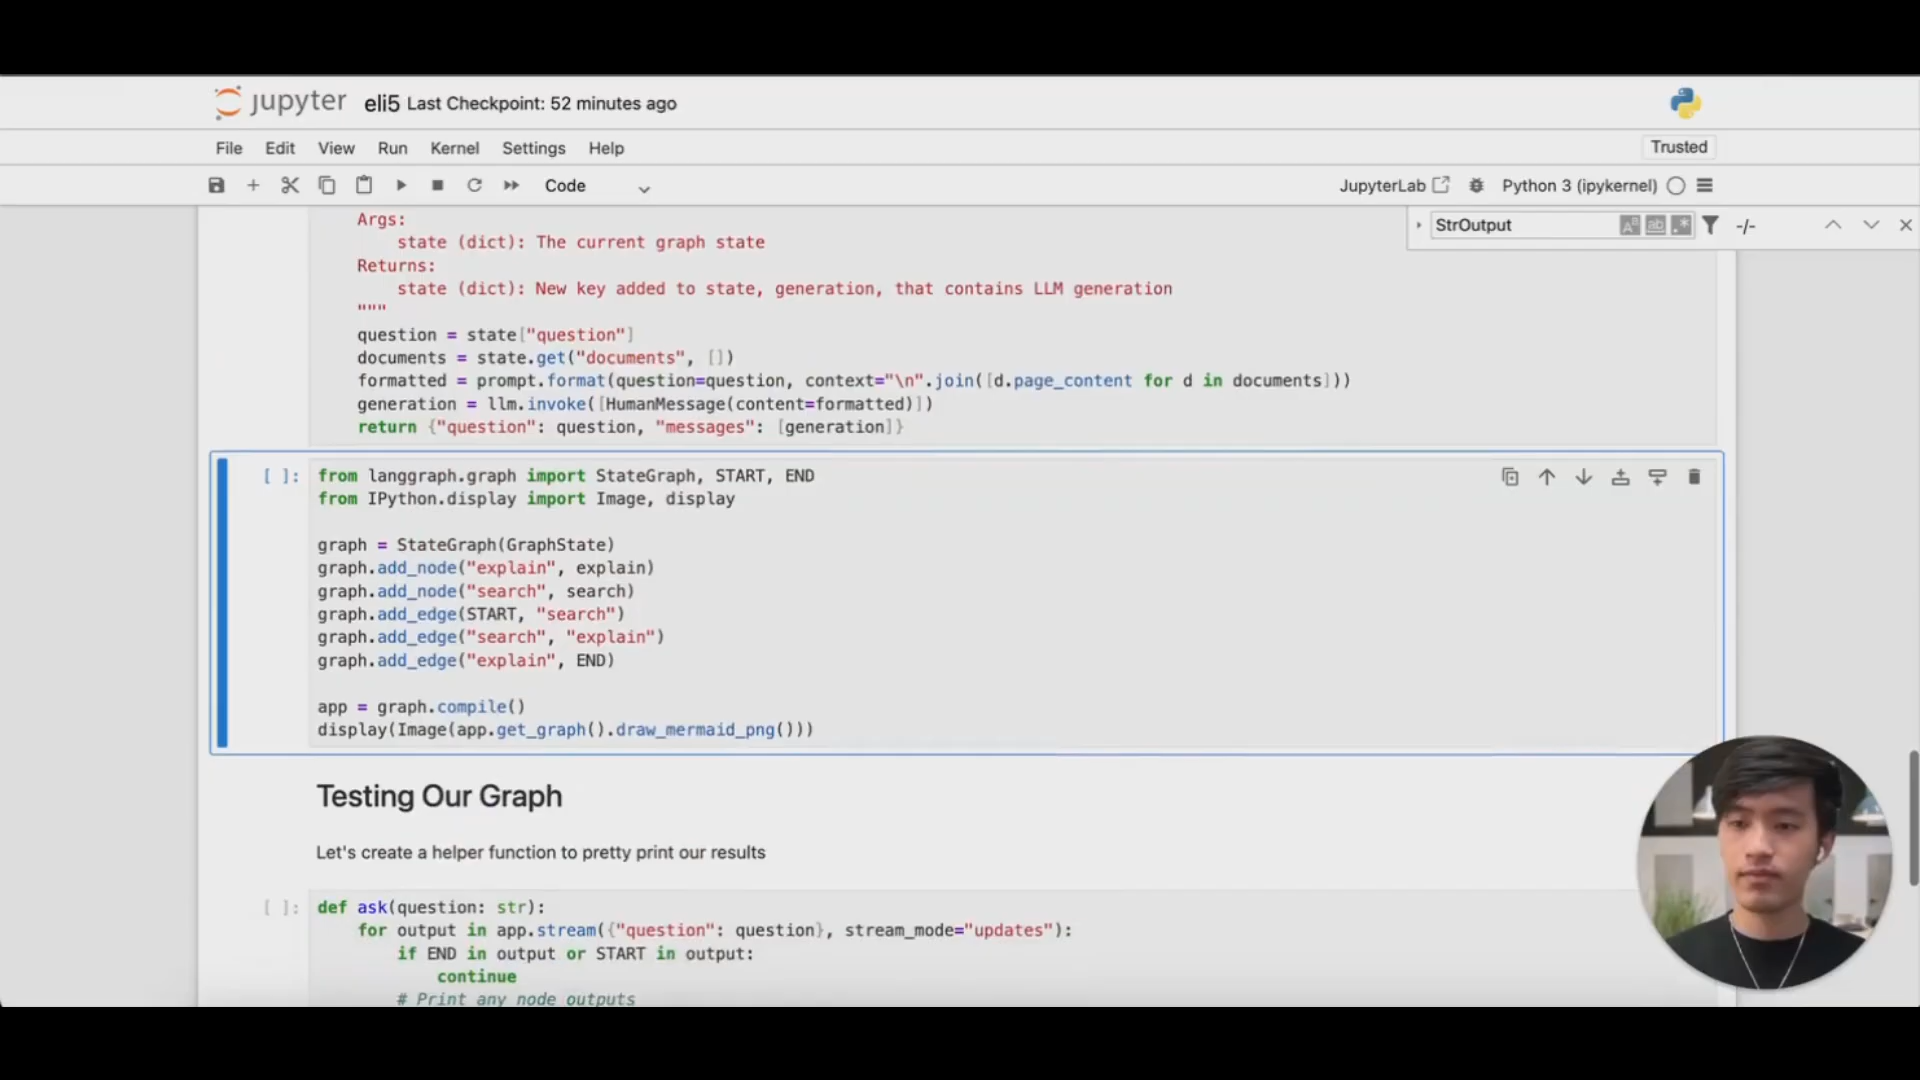 jupyter eli5 Last Checkpoint: 52 minutes ago
File Edit View Run Kernel Settings Help
Trusted
Code
JupyterLab
Python 3 (ipykernel)
StrOutput
-/-
Args:
    state (dict): The current graph state
Returns:
    state (dict): New key added to state, generation, that contains LLM generation
"""
question = state["question"]
documents = state.get("documents", [])
formatted = prompt.format(question=question, context="\n".join([d.page_content for d in documents]))
generation = llm.invoke([HumanMessage(content=formatted)])
return {"question": question, "messages": [generation]}
[ ]:
from langgraph.graph import StateGraph, START, END
from IPython.display import Image, display
graph = StateGraph(GraphState)
graph.add_node("explain", explain)
graph.add_node("search", search)
graph.add_edge(START, "search")
graph.add_edge("search", "explain")
graph.add_edge("explain", END)
app = graph.compile()
display(Image(app.get_graph().draw_mermaid_png()))
Testing Our Graph
Let's create a helper function to pretty print our results
[ ]:
def ask(question: str):
    for output in app.stream({"question": question}, stream_mode="updates"):
        if END in output or START in output:
            continue
        # Print any node outputs